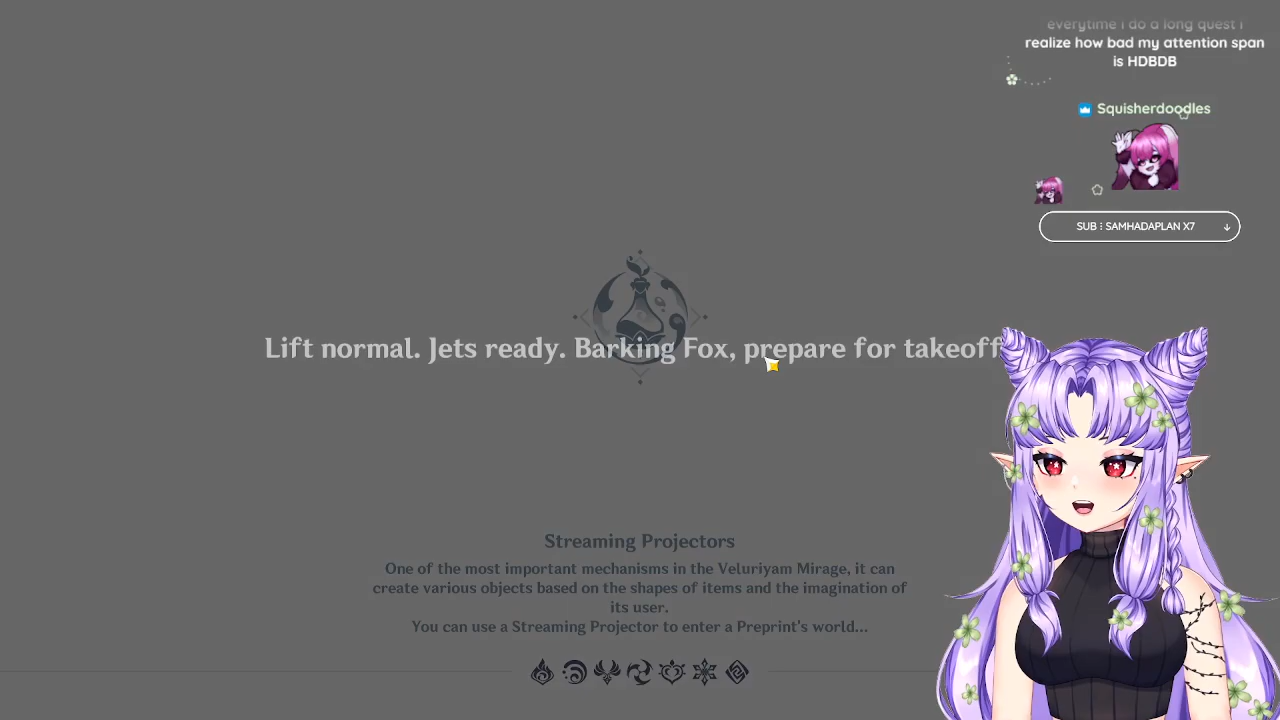 everytime i do a long quest i
realize how bad my attention span
is HDBDB
Squisherdoodles
SUB : SAMHADAPLAN X7
Lift normal. Jets ready. Barking Fox, prepare for takeoff
Streaming Projectors
One of the most important mechanisms in the Veluriyam Mirage, it can
create various objects based on the shapes of items and the imagination of
its user.
You can use a Streaming Projector to enter a Preprint's world...